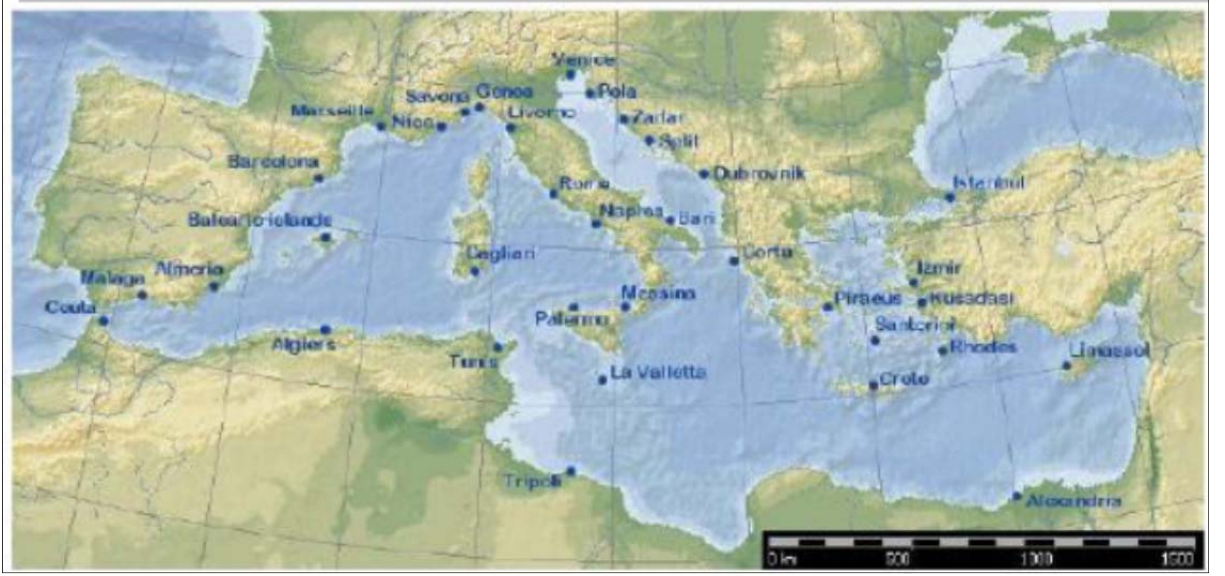 Venice
Pola
Genoa
Savona
Marseille
Nice
Livorno
Zadar
Split
Barcelona
Dubrovnik
Rome
Istanbul
Naples
Bari
Balearic islands
Cagliari
Corfu
Almeria
Izmir
Malaga
Messina
Piraeus
Kusadasi
Ceuta
Palermo
Santorini
Algiers
Rhodes
Limassol
Tunis
La Valletta
Crete
Tripoli
Alexandria
0 km 500 1000 1500